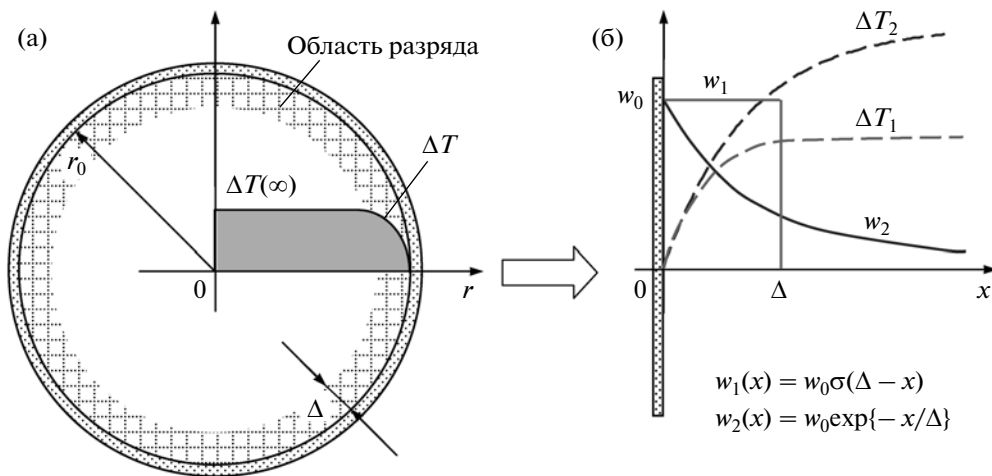 (а)
Область разряда
r₀
ΔT
ΔT(∞)
0
r
Δ
(б)
ΔT₂
w₀
w₁
ΔT₁
w₂
0
Δ
x
w₁(x) = w₀σ(Δ − x)
w₂(x) = w₀exp{− x/Δ}